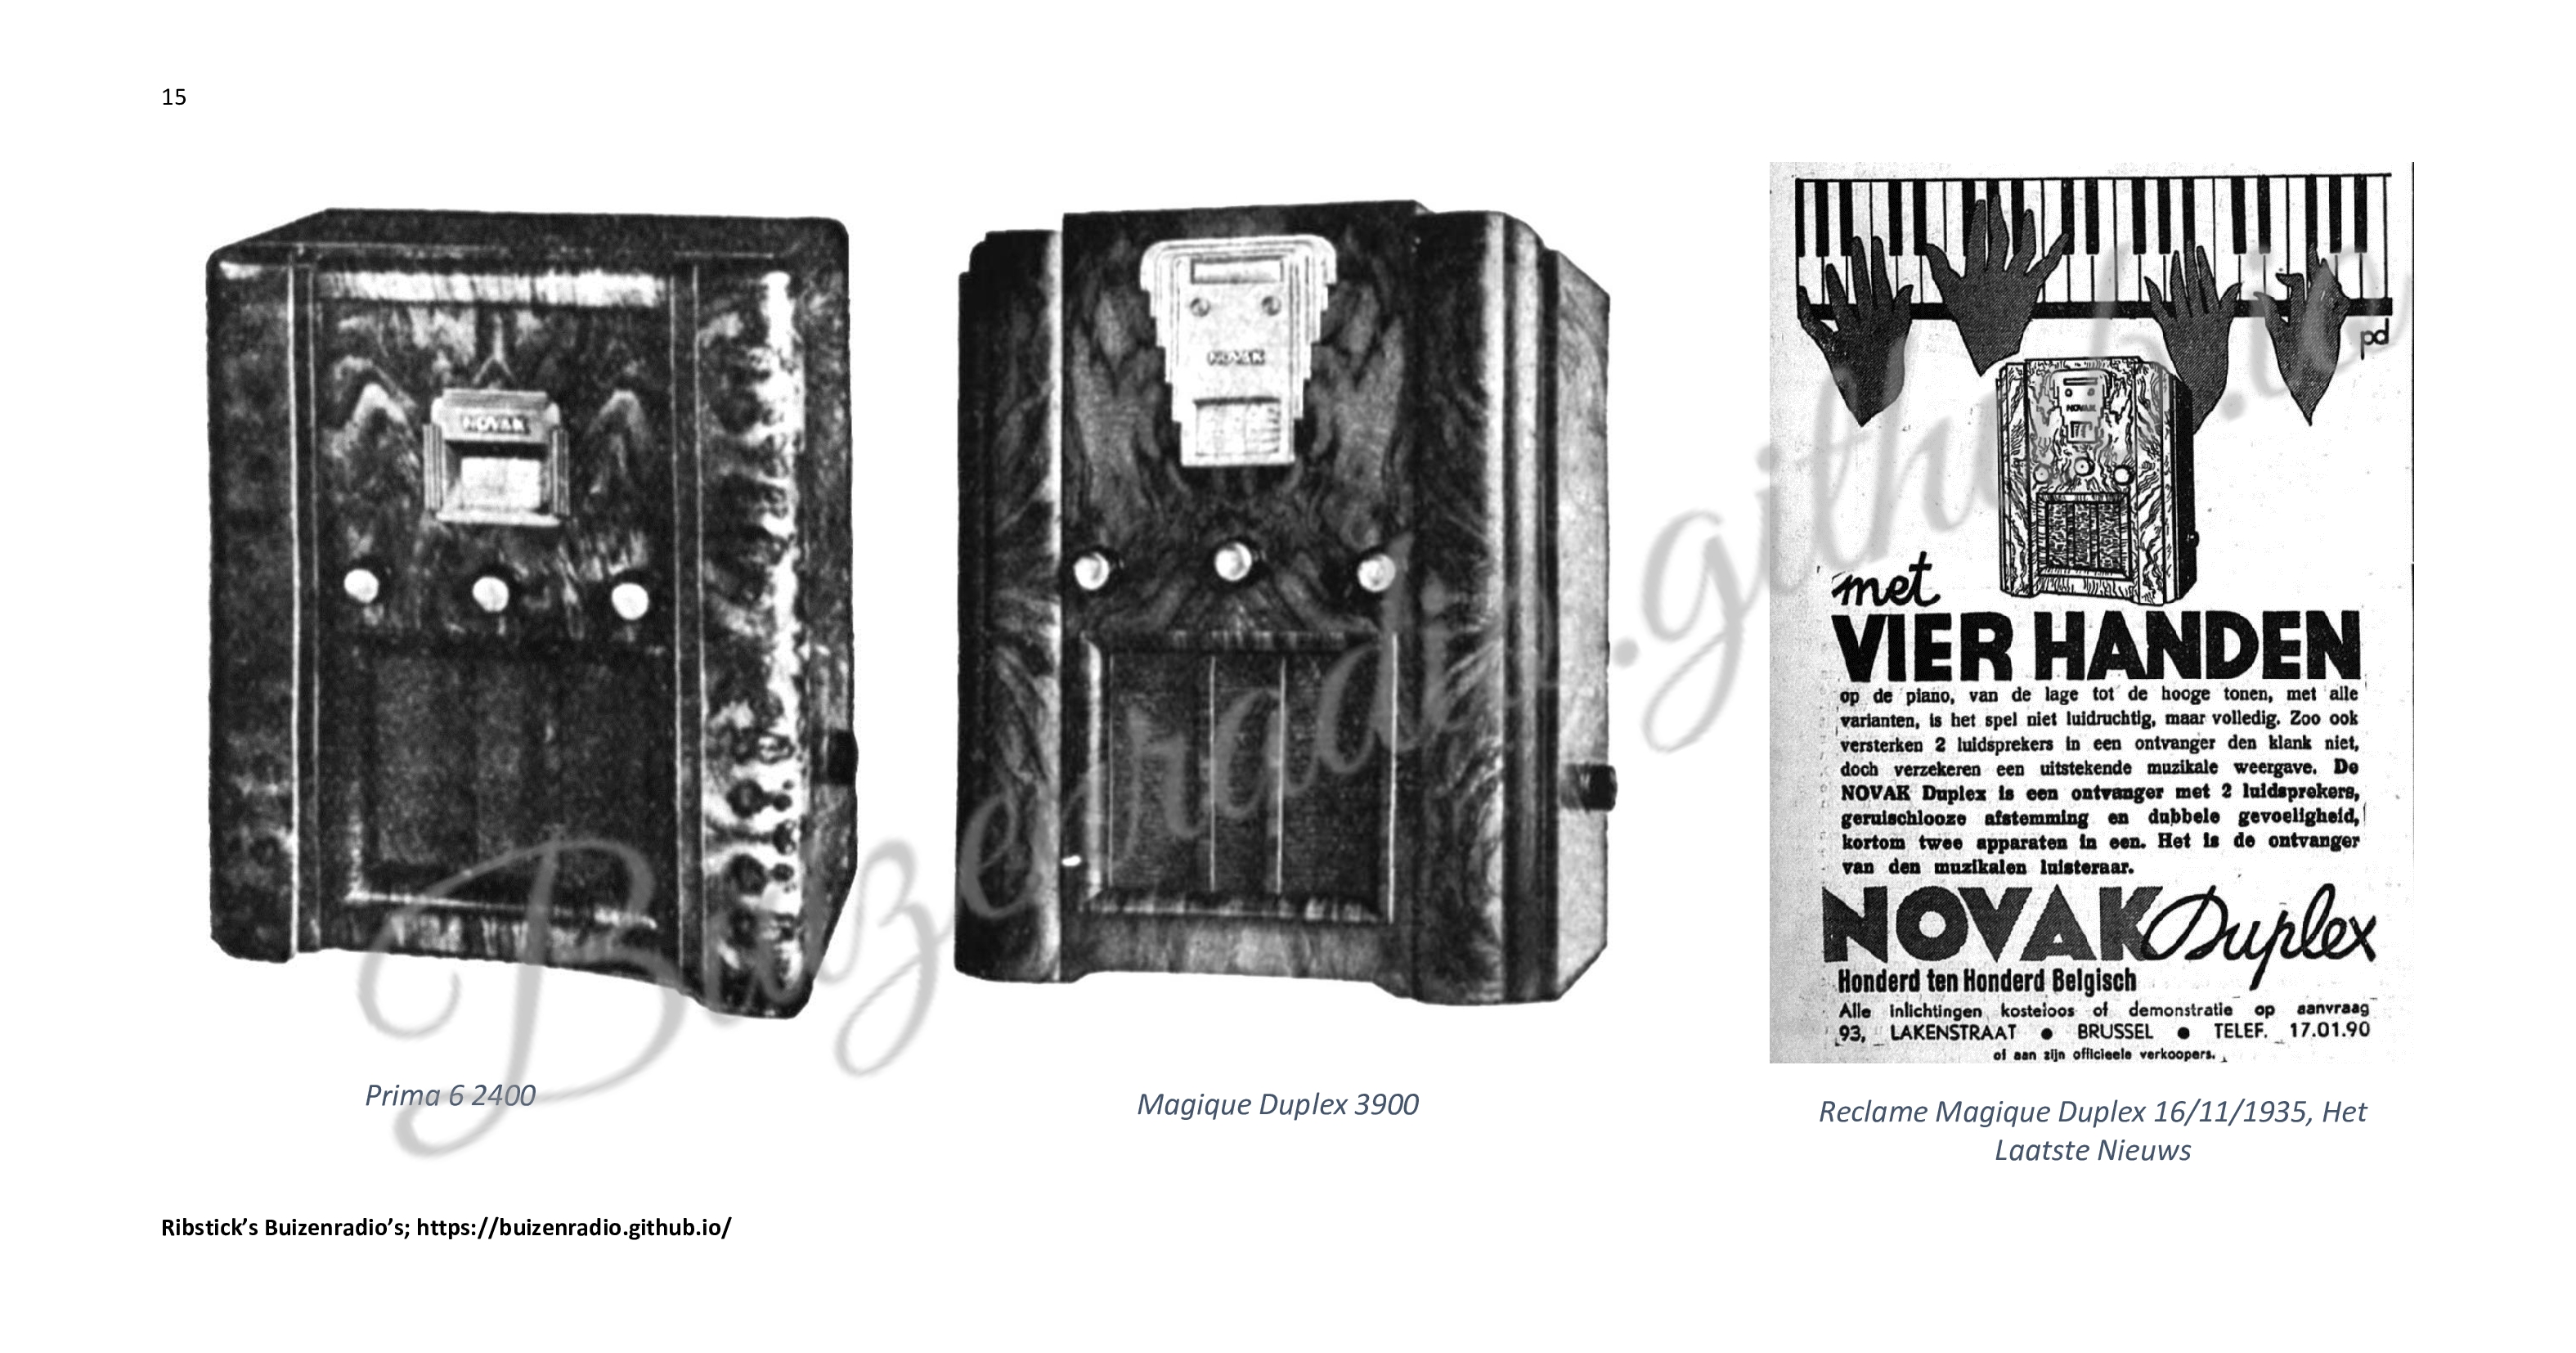 15
NOVAK
NOVAK
pd
NOVAK
met
VIER HANDEN
op de piano, van de lage tot de hooge tonen, met alle
varianten, is het spel niet luidruchtig, maar volledig. Zoo ook
versterken 2 luidsprekers in een ontvanger den klank niet,
doch verzekeren een uitstekende muzikale weergave. De
NOVAK Duplex is een ontvanger met 2 luidsprekers,
geruischlooze afstemming en dubbele gevoeligheid,
kortom twee apparaten in een. Het is de ontvanger
van den muzikalen luisteraar.
NOVAK Duplex
Honderd ten Honderd Belgisch
Alle inlichtingen kosteloos of demonstratie op aanvraag
93, LAKENSTRAAT ● BRUSSEL ● TELEF. 17.01.90
of aan zijn officieele verkoopers.
Prima 6 2400
Magique Duplex 3900
Reclame Magique Duplex 16/11/1935, Het
Laatste Nieuws
Buizenradio.github.io
Ribstick’s Buizenradio’s; https://buizenradio.github.io/